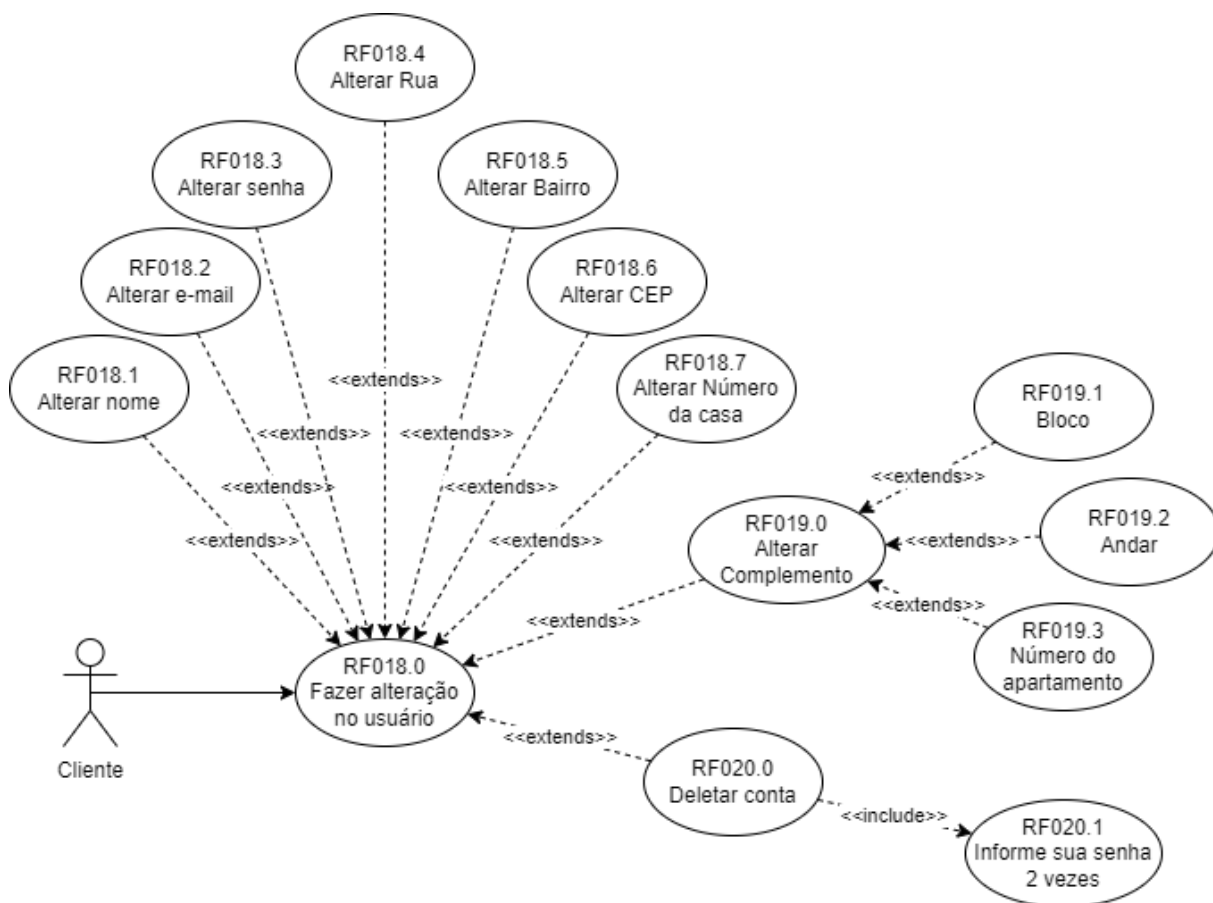 RF018.4
Alterar Rua
RF018.3
Alterar senha
RF018.5
Alterar Bairro
RF018.2
Alterar e-mail
RF018.6
Alterar CEP
RF018.1
Alterar nome
RF018.7
Alterar Número
da casa
<<extends>>
<<extends>>
<<extends>>
<<extends>>
<<extends>>
<<extends>>
<<extends>>
RF019.1
Bloco
<<extends>>
RF019.0
Alterar
Complemento
<<extends>>
RF019.2
Andar
<<extends>>
RF019.3
Número do
apartamento
<<extends>>
RF018.0
Fazer alteração
no usuário
Cliente
<<extends>>
RF020.0
Deletar conta
<<include>>
RF020.1
Informe sua senha
2 vezes